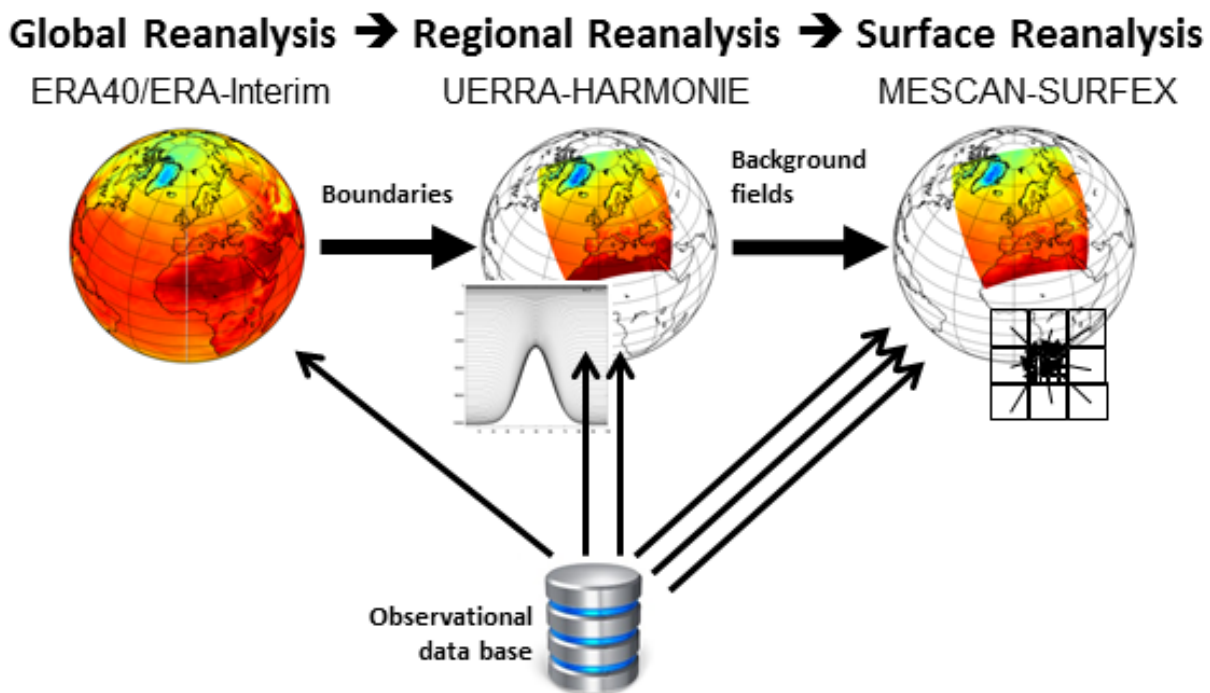 Global Reanalysis → Regional Reanalysis → Surface Reanalysis
ERA40/ERA-Interim
UERRA-HARMONIE
MESCAN-SURFEX
Boundaries
Background
fields
Observational
data base